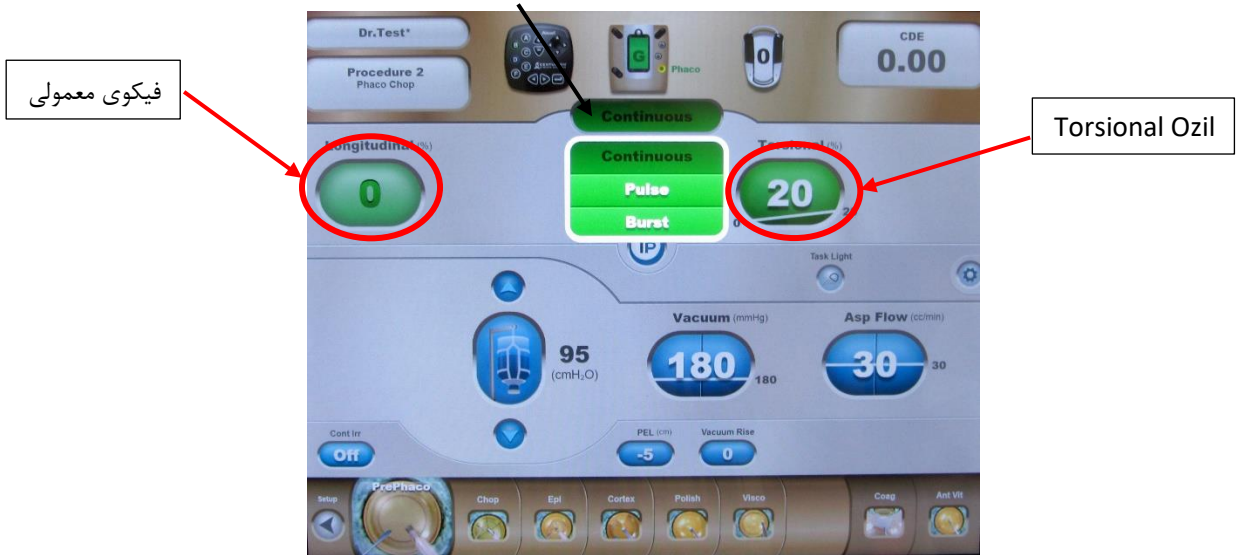 Dr.Test*
Procedure 2
Phaco Chop
G
Phaco
0
CDE
0.00
فیکوی معمولی
Continuous
Torsional Ozil
Longitudinal (%)
0
Continuous
Pulse
Burst
Torsional (%)
20
0
20
IP
Task Light
95
(cmH₂O)
Vacuum (mmHg)
180
180
Asp Flow (cc/min)
30
30
Cont Irr
Off
PEL (cm)
-5
Vacuum Rise
0
Setup
PrePhaco
Chop
Epi
Cortex
Polish
Visco
Coag
Ant Vit